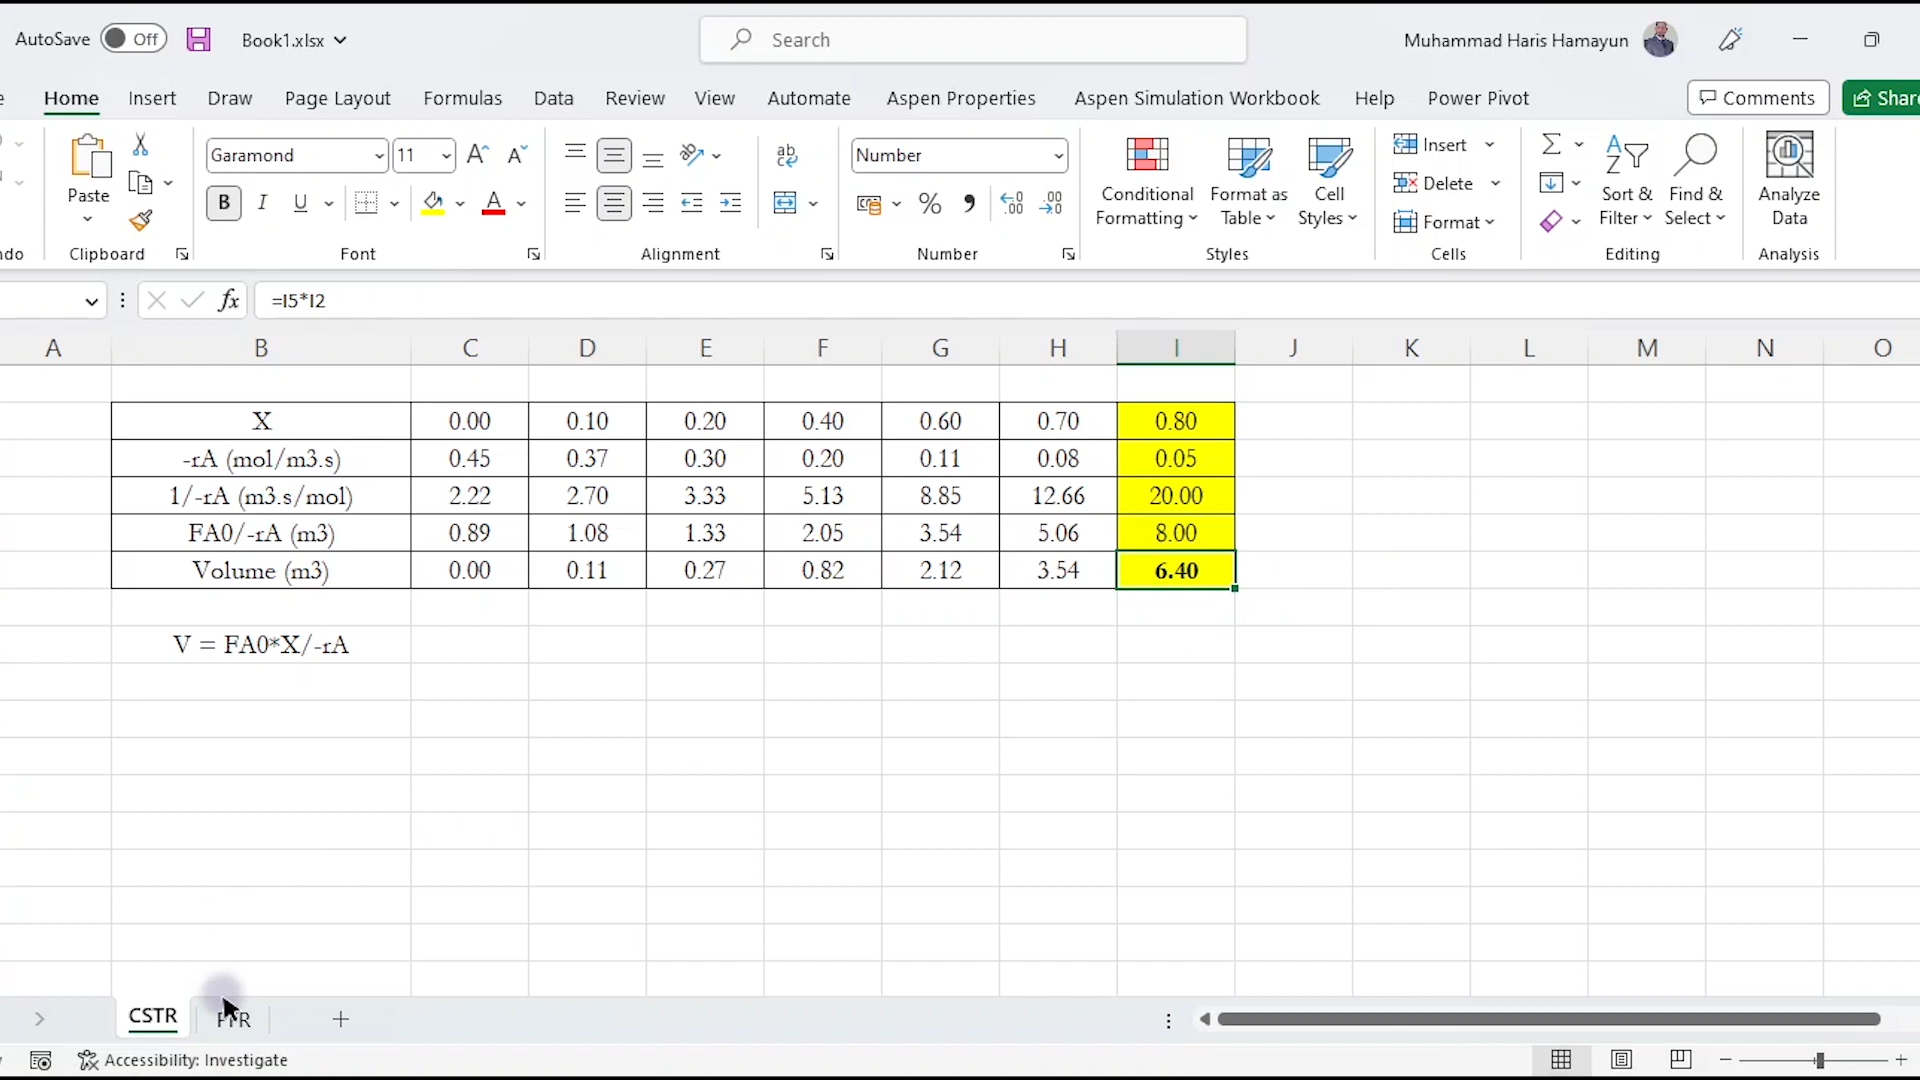 AutoSave Off Book1.xlsx Search Muhammad Haris Hamayun
Home Insert Draw Page Layout Formulas Data Review View Automate Aspen Properties Aspen Simulation Workbook Help Power Pivot Comments Share
Paste
Clipboard
Garamond 11
B I U A
Font
ab
Alignment
Number
% 9
Number
Conditional Formatting
Format as Table
Cell Styles
Styles
Insert
Delete
Format
Cells
Sort & Filter
Find & Select
Editing
Analyze Data
Analysis
fx =I5*I2
A B C D E F G H I J K L M N O
X 0.00 0.10 0.20 0.40 0.60 0.70 0.80
-rA (mol/m3.s) 0.45 0.37 0.30 0.20 0.11 0.08 0.05
1/-rA (m3.s/mol) 2.22 2.70 3.33 5.13 8.85 12.66 20.00
FA0/-rA (m3) 0.89 1.08 1.33 2.05 3.54 5.06 8.00
Volume (m3) 0.00 0.11 0.27 0.82 2.12 3.54 6.40
V = FA0*X/-rA
CSTR PFR +
Accessibility: Investigate